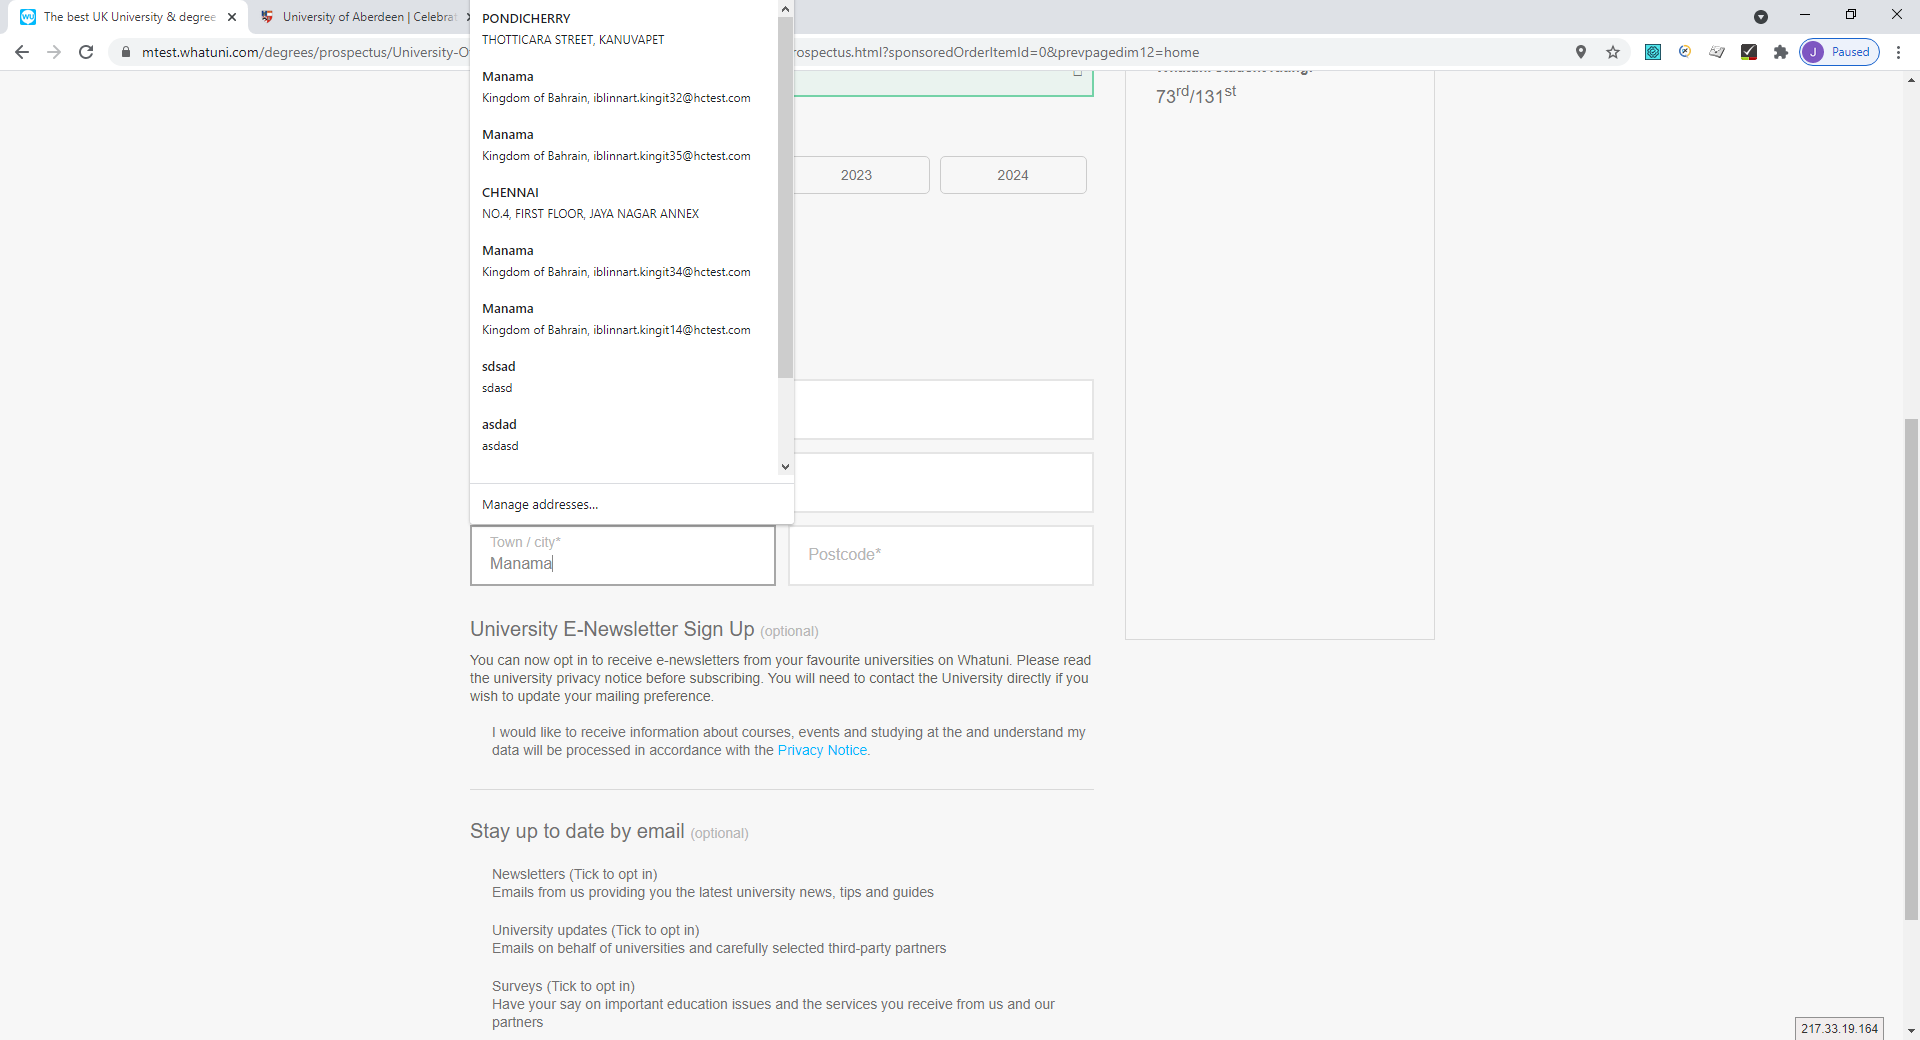 The best UK University & degree
University of Aberdeen | Celebrat
mtest.whatuni.com/degrees/prospectus/University-O
rospectus.html?sponsoredOrderItemId=0&prevpagedim12=home
J Paused
PONDICHERRY
THOTTICARA STREET, KANUVAPET
Manama
Kingdom of Bahrain, iblinnart.kingit32@hctest.com
Manama
Kingdom of Bahrain, iblinnart.kingit35@hctest.com
CHENNAI
NO.4, FIRST FLOOR, JAYA NAGAR ANNEX
Manama
Kingdom of Bahrain, iblinnart.kingit34@hctest.com
Manama
Kingdom of Bahrain, iblinnart.kingit14@hctest.com
sdsad
sdasd
asdad
asdasd
Manage addresses...
73rd/131st
2023
2024
Town / city*
Manama
Postcode*
University E-Newsletter Sign Up (optional)
You can now opt in to receive e-newsletters from your favourite universities on Whatuni. Please read
the university privacy notice before subscribing. You will need to contact the University directly if you
wish to update your mailing preference.
I would like to receive information about courses, events and studying at the and understand my
data will be processed in accordance with the Privacy Notice.
Stay up to date by email (optional)
Newsletters (Tick to opt in)
Emails from us providing you the latest university news, tips and guides
University updates (Tick to opt in)
Emails on behalf of universities and carefully selected third-party partners
Surveys (Tick to opt in)
Have your say on important education issues and the services you receive from us and our
partners
217.33.19.164